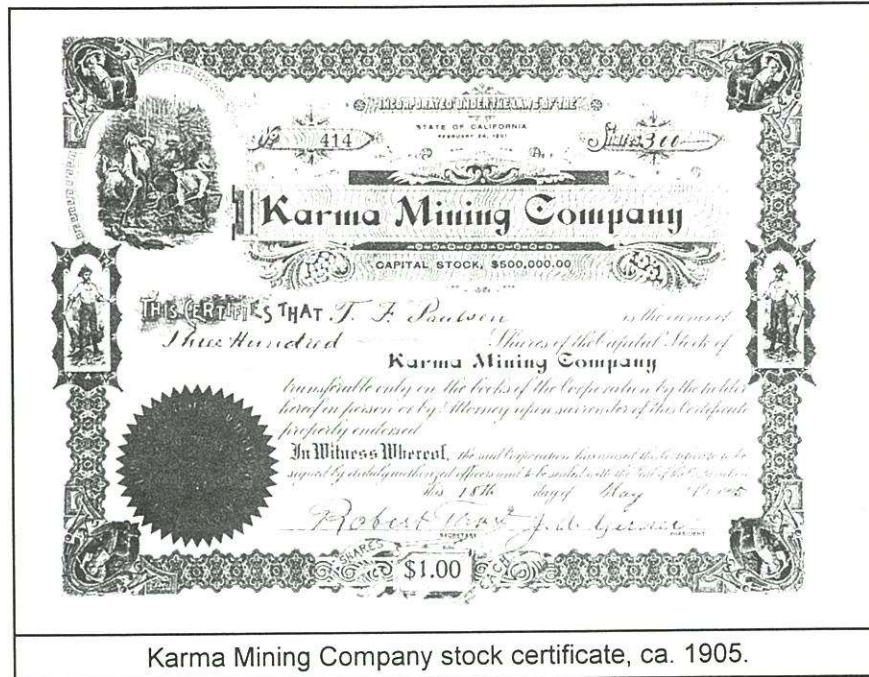 INCORPORATED UNDER THE LAWS OF THE
STATE OF CALIFORNIA
FEBRUARY 24, 1901
No 414 Shares 300
Karma Mining Company
CAPITAL STOCK, $500,000.00
THIS CERTIFIES THAT T. F. Paulsen is the owner of
Three Hundred Shares of the Capital Stock of
Karma Mining Company
transferable only on the books of the Corporation by the holder
hereof in person or by Attorney upon surrender of this Certificate
properly endorsed
In Witness Whereof, the said Corporation has caused this Certificate to be
signed by its duly authorized officers and to be sealed with the Seal of the Corporation
this 18th day of May
Robert J. A.
SECRETARY PRESIDENT
SHARES
$1.00
Karma Mining Company stock certificate, ca. 1905.